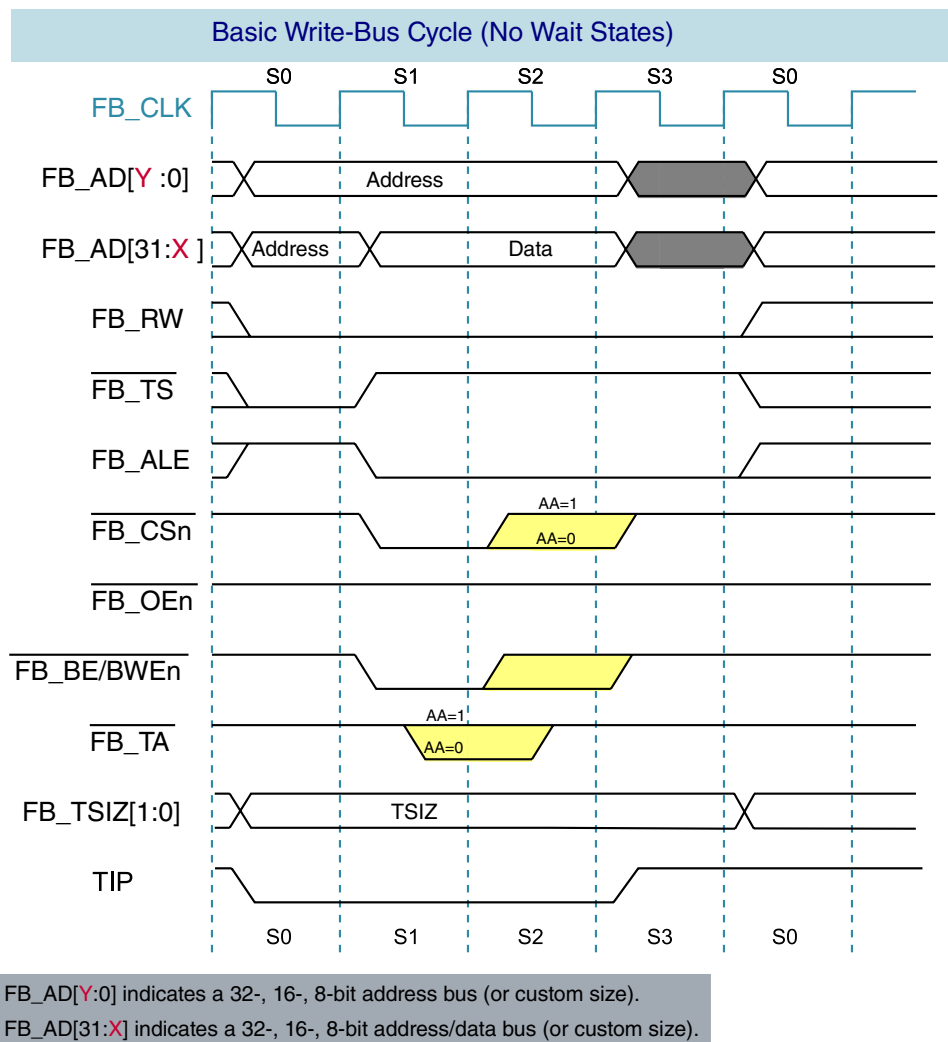 Basic Write-Bus Cycle (No Wait States)
S0 S1 S2 S3 S0
FB_CLK
FB_AD[Y :0] Address
FB_AD[31:X ] Address Data
FB_RW
FB_TS
FB_ALE
AA=1
FB_CSn AA=0
FB_OEn
FB_BE/BWEn
AA=1
FB_TA AA=0
FB_TSIZ[1:0] TSIZ
TIP
S0 S1 S2 S3 S0
FB_AD[Y:0] indicates a 32-, 16-, 8-bit address bus (or custom size).
FB_AD[31:X] indicates a 32-, 16-, 8-bit address/data bus (or custom size).